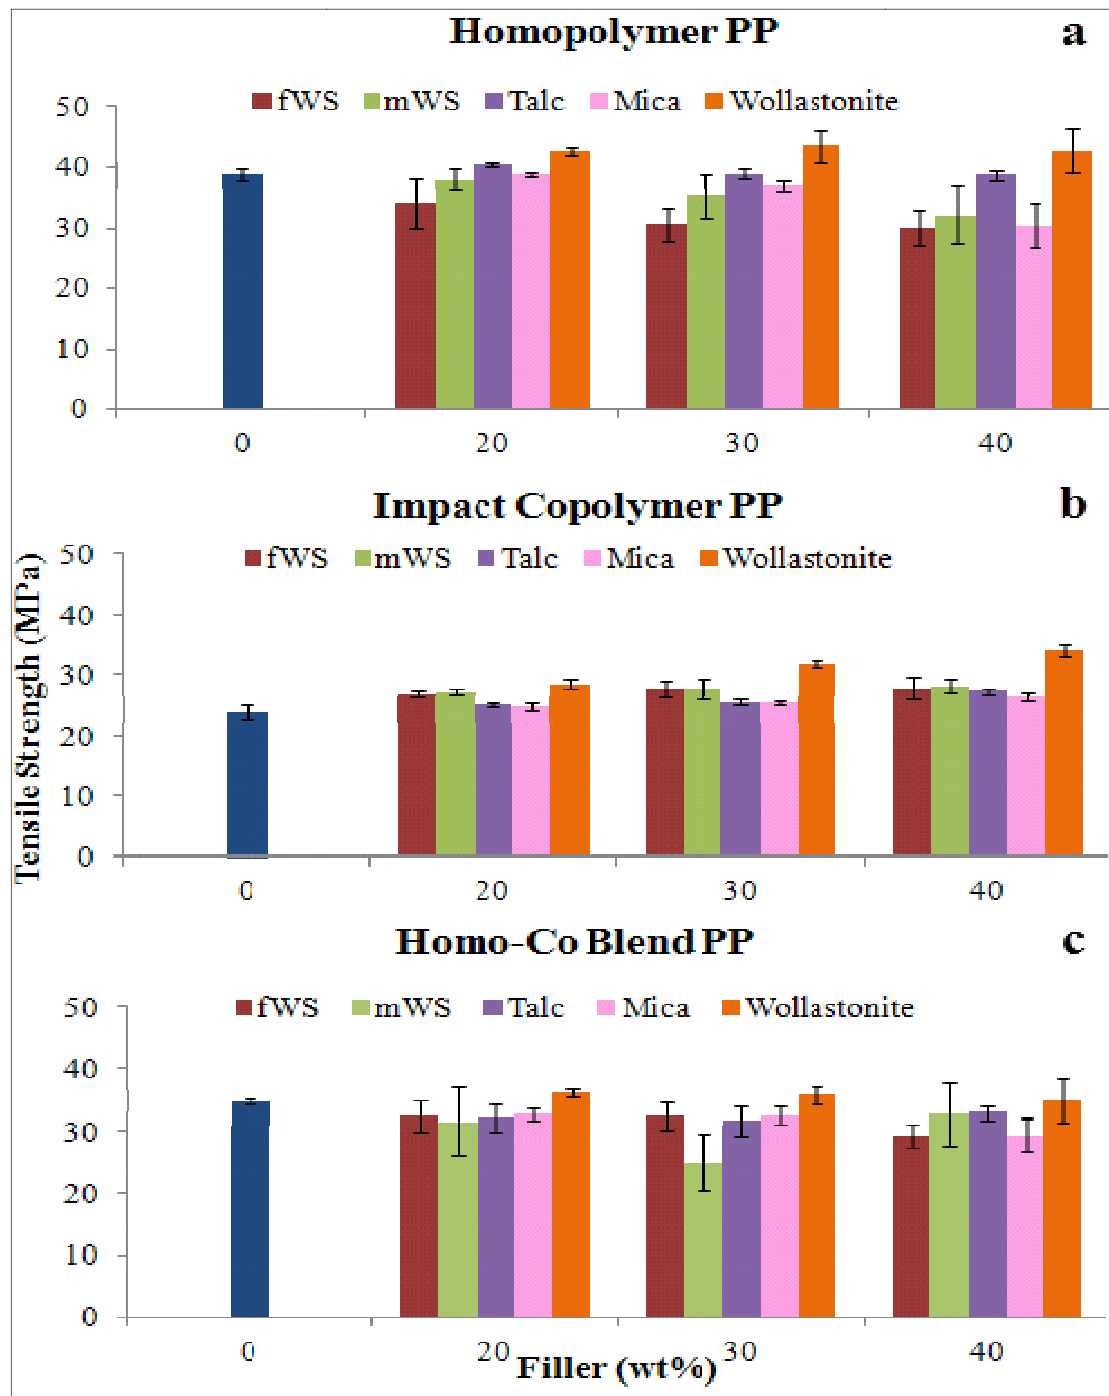 Homopolymer PP a
fWS mWS Talc Mica Wollastonite
50
40
30
20
10
0
0 20 30 40
Impact Copolymer PP b
fWS mWS Talc Mica Wollastonite
50
40
30
20
10
0
0 20 30 40
Tensile Strength (MPa)
Homo-Co Blend PP c
fWS mWS Talc Mica Wollastonite
50
40
30
20
10
0
0 20 30 40
Filler (wt%)